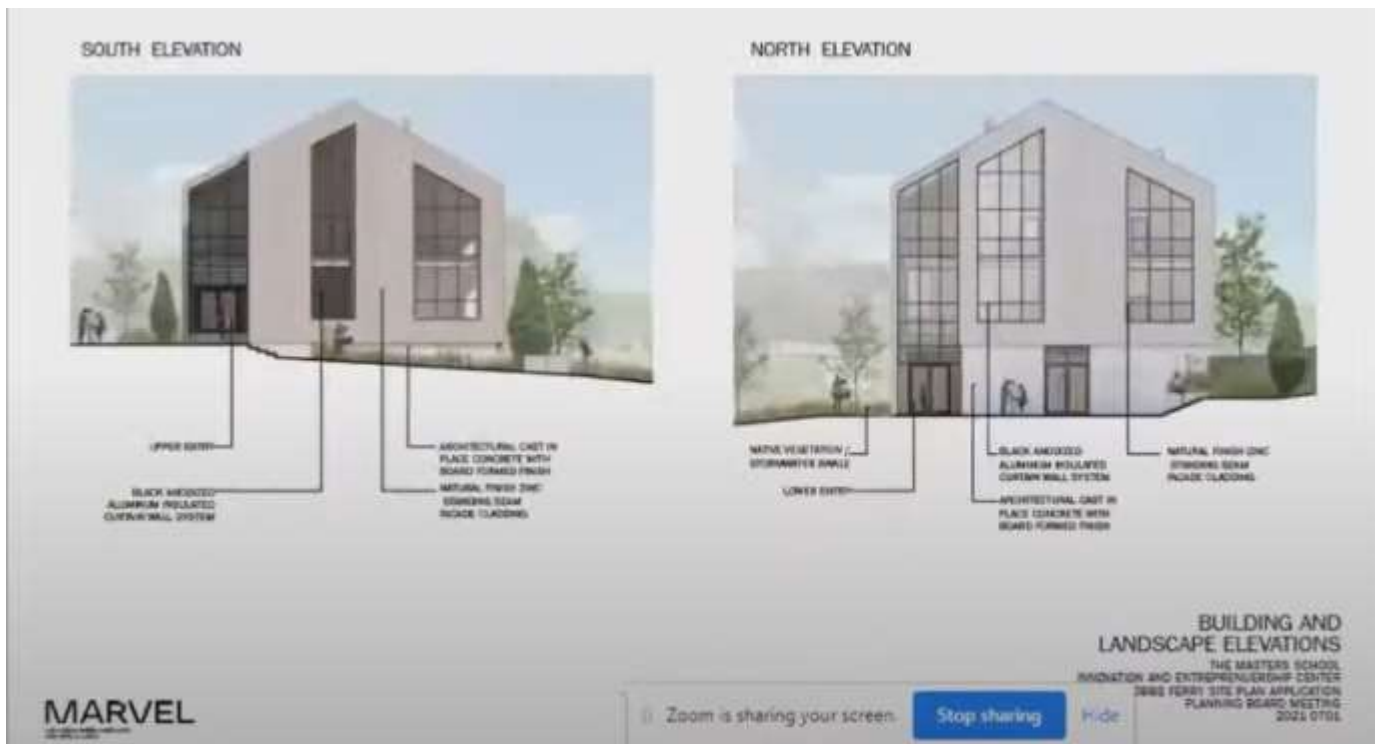 SOUTH ELEVATION
UPPER ENTRY
BLACK ANODIZED
ALUMINUM INSULATED
CURTAIN WALL SYSTEM
ARCHITECTURAL CAST IN
PLACE CONCRETE WITH
BOARD FORMED FINISH
NATURAL FINISH ZINC
STANDING SEAM
FACADE CLADDING
NORTH ELEVATION
NATIVE VEGETATION /
STORMWATER SWALE
LOWER ENTRY
BLACK ANODIZED
ALUMINUM INSULATED
CURTAIN WALL SYSTEM
ARCHITECTURAL CAST IN
PLACE CONCRETE WITH
BOARD FORMED FINISH
NATURAL FINISH ZINC
STANDING SEAM
FACADE CLADDING
BUILDING AND
LANDSCAPE ELEVATIONS
THE MASTERS SCHOOL
INNOVATION AND ENTREPRENUERSHIP CENTER
FERRY SITE PLAN APPLICATION
PLANNING BOARD MEETING
2021 0701
MARVEL
Zoom is sharing your screen.
Stop sharing
Hide